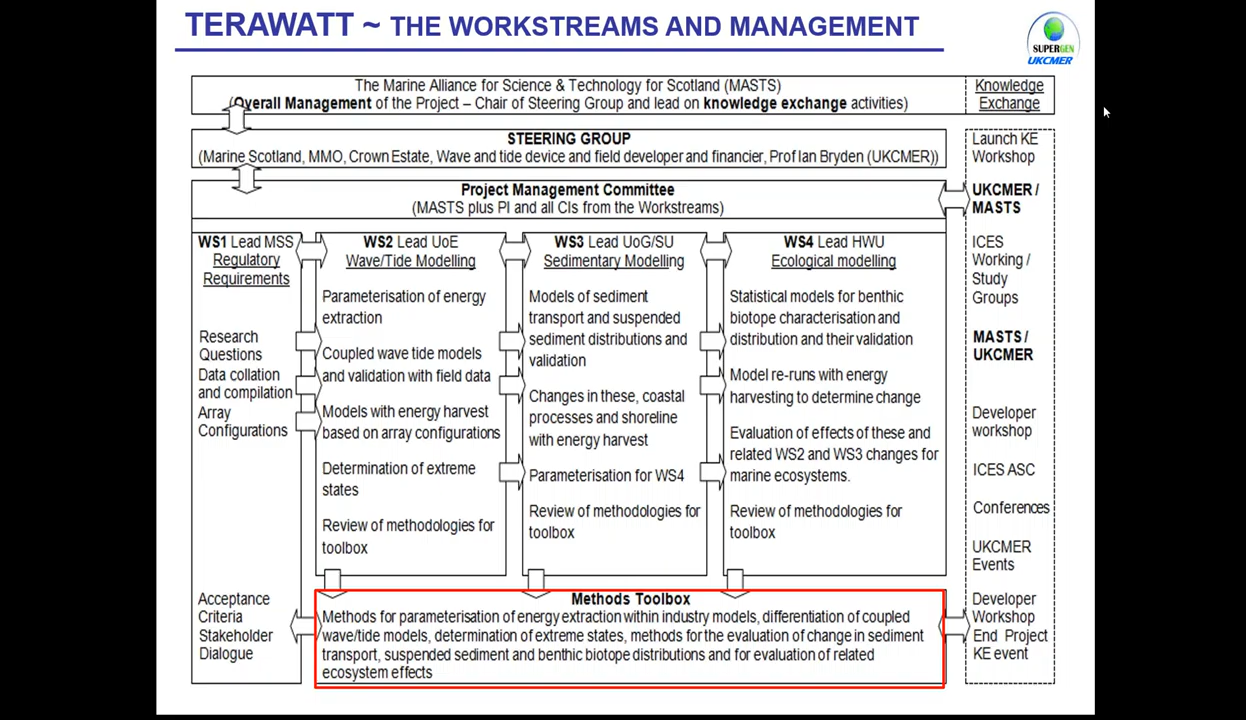 TERAWATT ~ THE WORKSTREAMS AND MANAGEMENT
SUPERGEN
UKCMER
The Marine Alliance for Science & Technology for Scotland (MASTS)
(Overall Management of the Project – Chair of Steering Group and lead on knowledge exchange activities)
Knowledge
Exchange
STEERING GROUP
(Marine Scotland, MMO, Crown Estate, Wave and tide device and field developer and financier, Prof Ian Bryden (UKCMER))
Project Management Committee
(MASTS plus PI and all CIs from the Workstreams)
WS1 Lead MSS
Regulatory
Requirements
Research
Questions
Data collation
and compilation
Array
Configurations
Acceptance
Criteria
Stakeholder
Dialogue
WS2 Lead UoE
Wave/Tide Modelling
Parameterisation of energy
extraction
Coupled wave tide models
and validation with field data
Models with energy harvest
based on array configurations
Determination of extreme
states
Review of methodologies for
toolbox
WS3 Lead UoG/SU
Sedimentary Modelling
Models of sediment
transport and suspended
sediment distributions and
validation
Changes in these, coastal
processes and shoreline
with energy harvest
Parameterisation for WS4
Review of methodologies for
toolbox
WS4 Lead HWU
Ecological modelling
Statistical models for benthic
biotope characterisation and
distribution and their validation
Model re-runs with energy
harvesting to determine change
Evaluation of effects of these and
related WS2 and WS3 changes for
marine ecosystems.
Review of methodologies for
toolbox
Methods Toolbox
Methods for parameterisation of energy extraction within industry models, differentiation of coupled
wave/tide models, determination of extreme states, methods for the evaluation of change in sediment
transport, suspended sediment and benthic biotope distributions and for evaluation of related
ecosystem effects
Launch KE
Workshop
UKCMER /
MASTS
ICES
Working /
Study
Groups
MASTS /
UKCMER
Developer
workshop
ICES ASC
Conferences
UKCMER
Events
Developer
Workshop
End Project
KE event